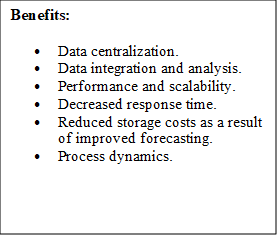 Benefits:
• Data centralization.
• Data integration and analysis.
• Performance and scalability.
• Decreased response time.
• Reduced storage costs as a result
of improved forecasting.
• Process dynamics.